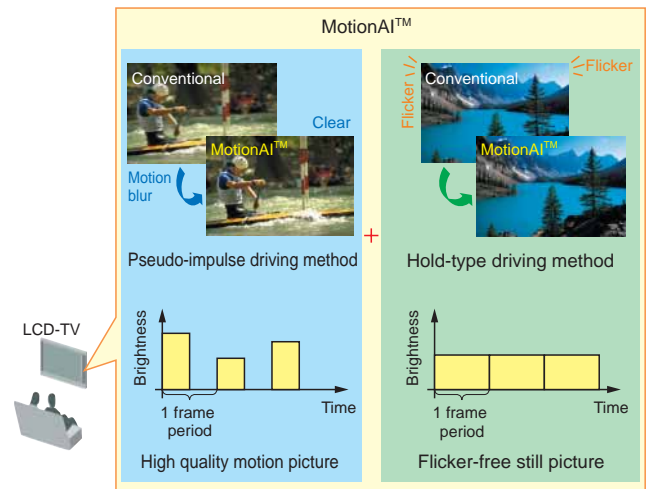 MotionAI™
Conventional
Clear
MotionAI™
Motion
blur
Pseudo-impulse driving method
Brightness
Time
1 frame
period
High quality motion picture
+
Flicker
Flicker
Conventional
MotionAI™
Hold-type driving method
Brightness
Time
1 frame
period
Flicker-free still picture
LCD-TV